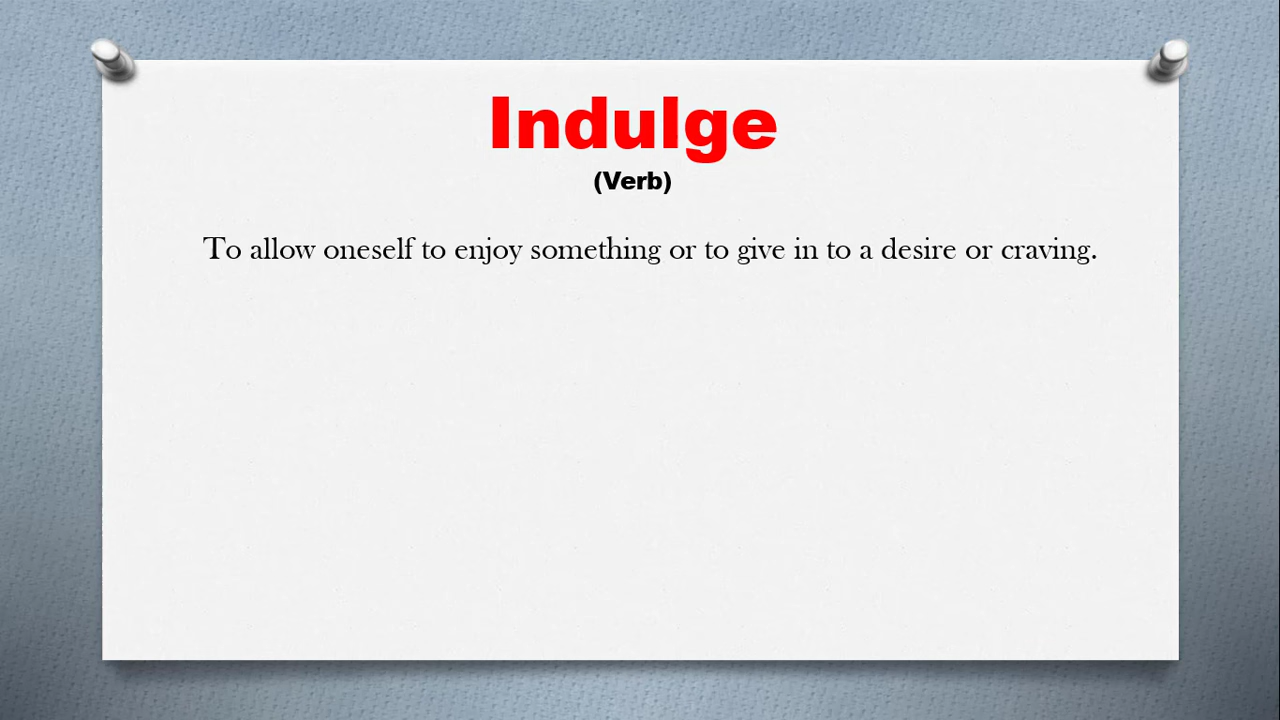 Indulge
(Verb)
To allow oneself to enjoy something or to give in to a desire or craving.